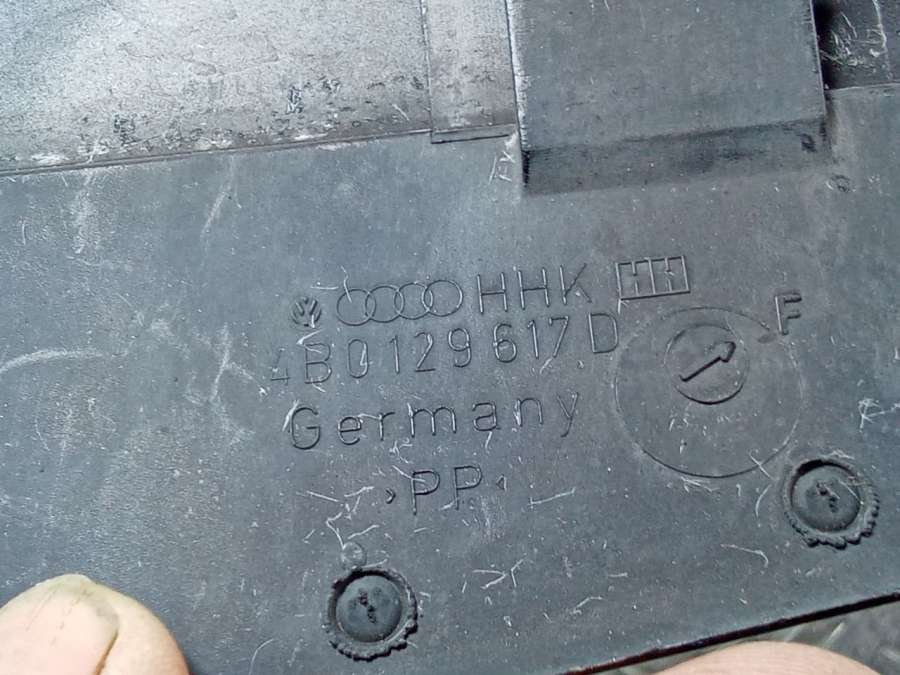 HHK
4B0129617D
F
Germany
>PP<